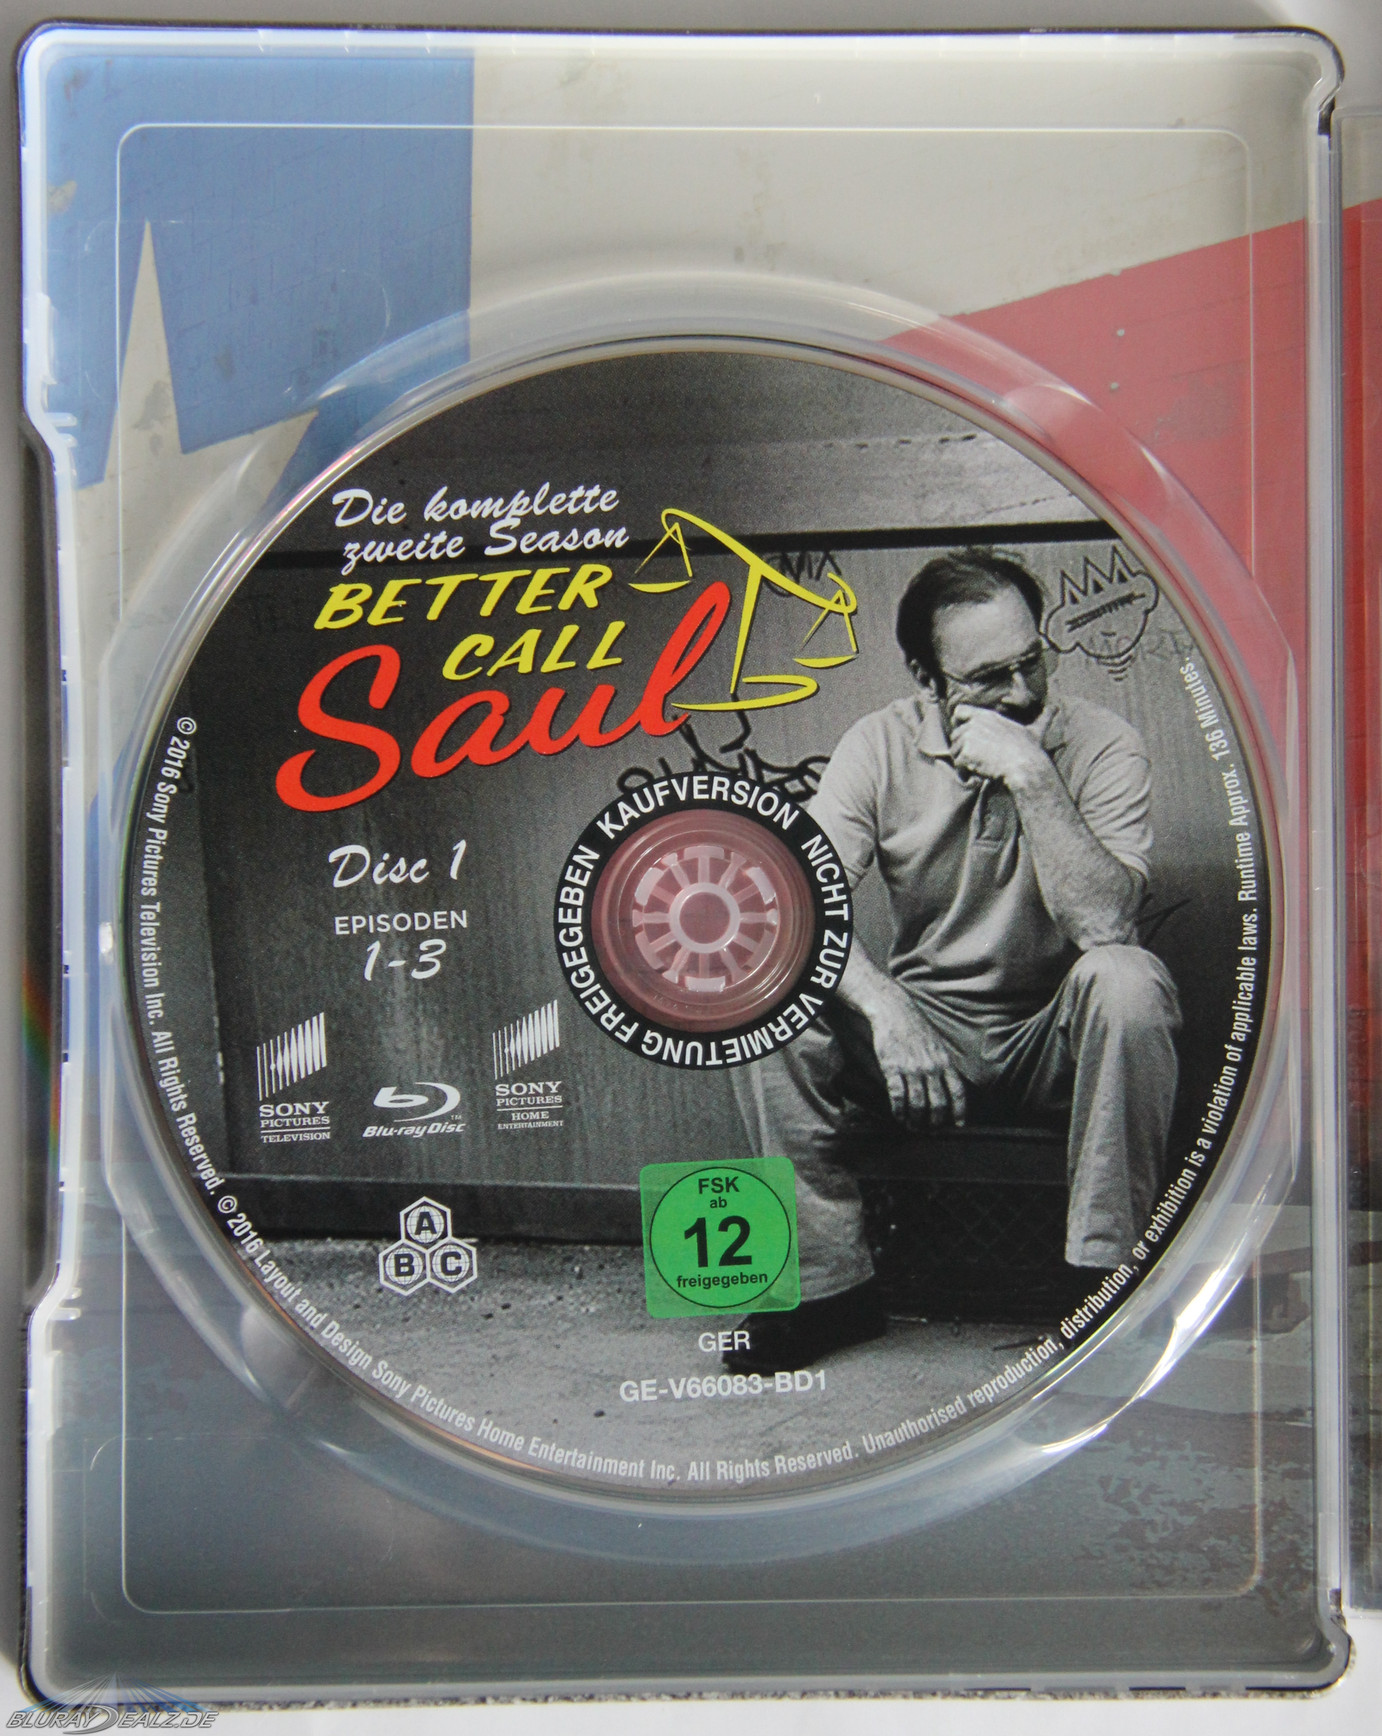 Die komplette
zweite Season
BETTER
CALL
Saul
Disc 1
EPISODEN
1-3
KAUFVERSION NICHT ZUR VERMIETUNG FREIGEGEBEN
SONY
PICTURES
TELEVISION
Blu-ray Disc™
SONY
PICTURES
HOME
ENTERTAINMENT
A
B C
FSK
ab
12
freigegeben
GER
GE-V66083-BD1
© 2016 Sony Pictures Television Inc. All Rights Reserved. © 2016 Layout and Design Sony Pictures Home Entertainment Inc. All Rights Reserved. Unauthorised reproduction, distribution, or exhibition is a violation of applicable laws. Runtime Approx. 136 Minutes.
BLURAYDEALZ.DE